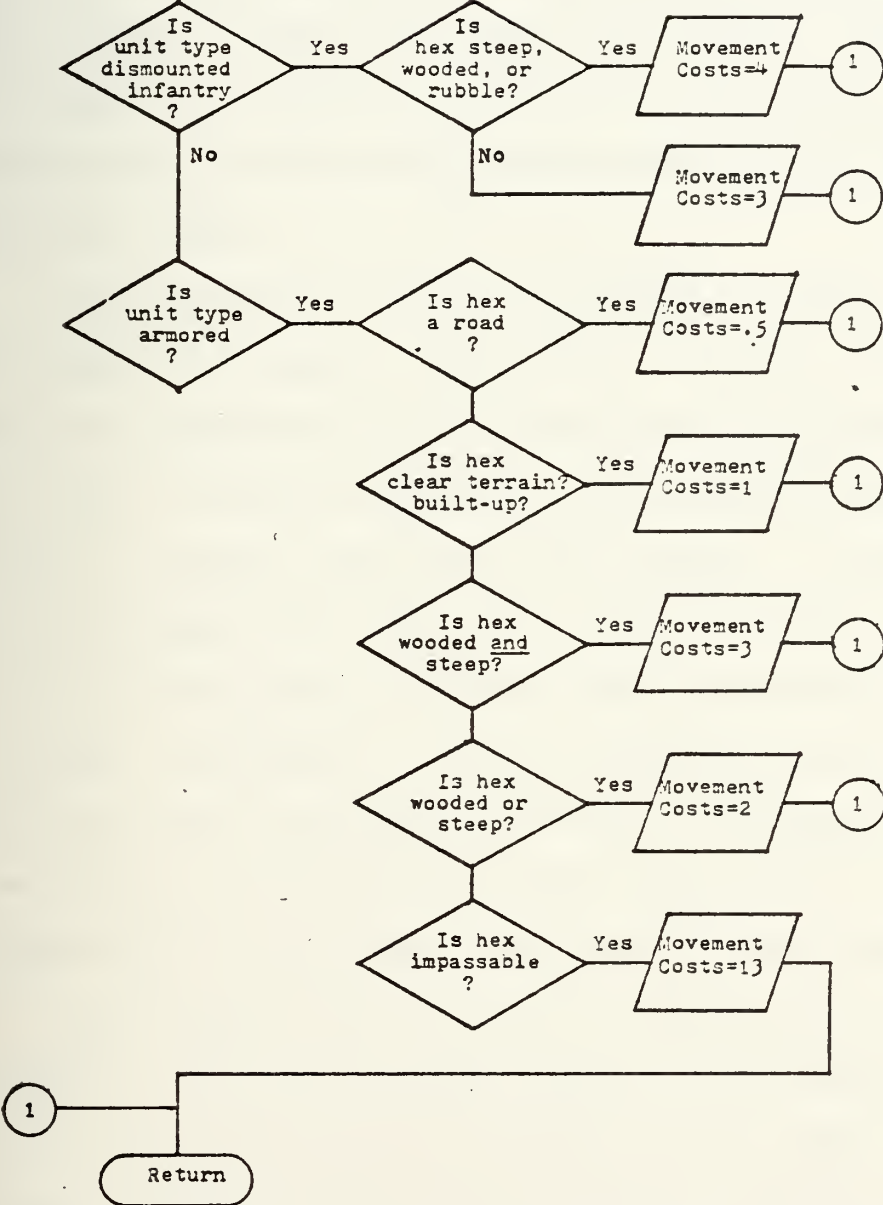 Is
unit type
dismounted
infantry
?
Yes
Is
hex steep,
wooded, or
rubble?
Yes
Movement
Costs=4
1
No
No
Movement
Costs=3
1
Is
unit type
armored
?
Yes
Is hex
a road
?
Yes
Movement
Costs=.5
1
Is hex
clear terrain?
built-up?
Yes
Movement
Costs=1
1
Is hex
wooded and
steep?
Yes
Movement
Costs=3
1
Is hex
wooded or
steep?
Yes
Movement
Costs=2
1
Is hex
impassable
?
Yes
Movement
Costs=13
1
Return